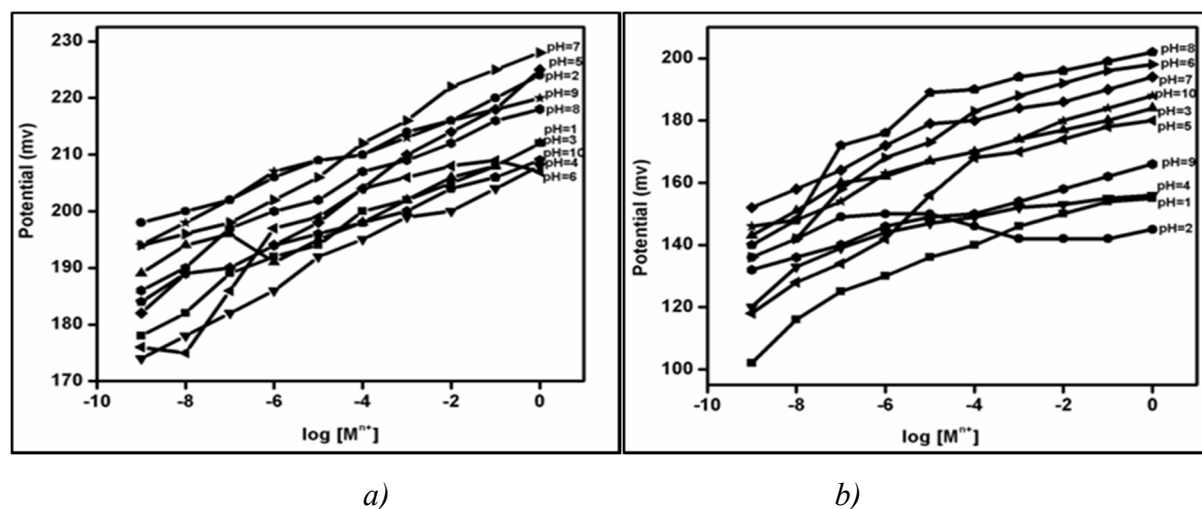 a)
b)
230
220
210
200
190
180
170
Potential (mv)
-10
-8
-6
-4
-2
0
log [Mⁿ⁺]
pH=7
pH=5
pH=2
pH=9
pH=8
pH=1
pH=3
pH=10
pH=4
pH=6
200
180
160
140
120
100
Potential (mv)
-10
-8
-6
-4
-2
0
log [Mⁿ⁺]
pH=8
pH=6
pH=7
pH=10
pH=3
pH=5
pH=9
pH=4
pH=1
pH=2
a)
b)